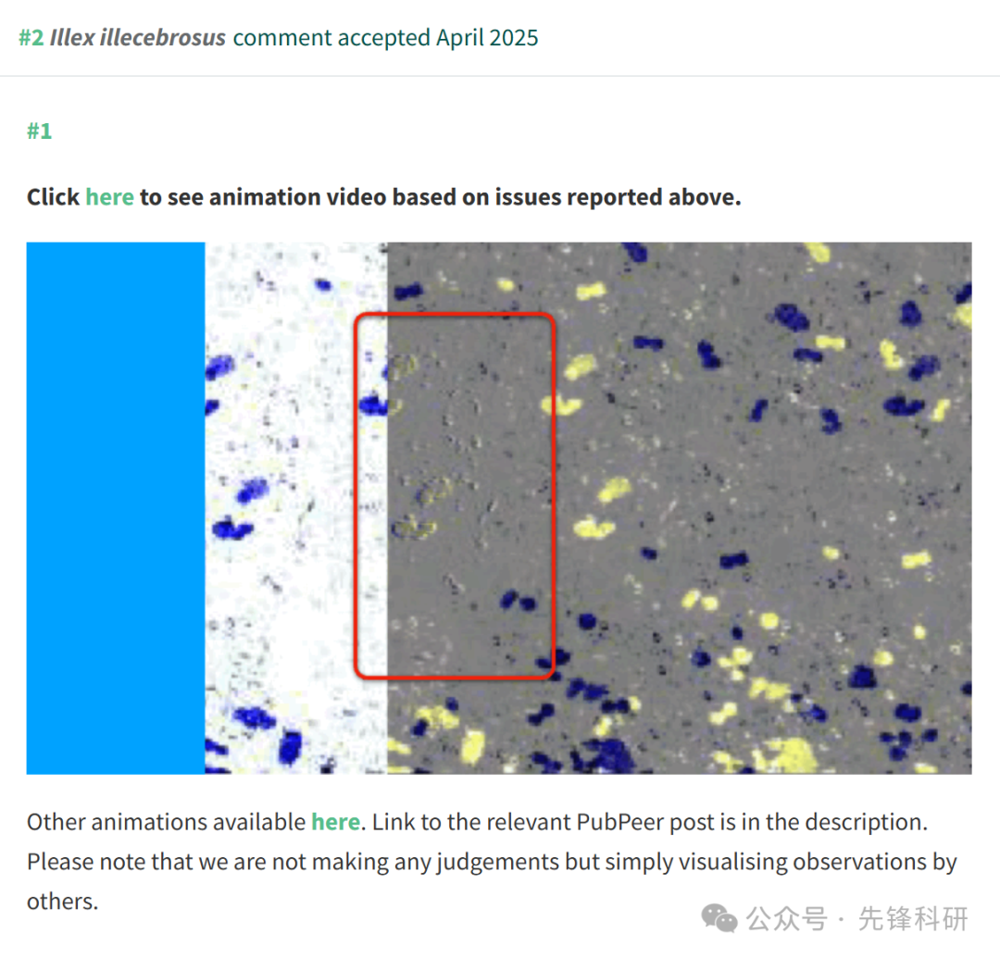 #2 Illex illecebrosus comment accepted April 2025
#1
Click here to see animation video based on issues reported above.
Other animations available here. Link to the relevant PubPeer post is in the description.
Please note that we are not making any judgements but simply visualising observations by
others.
公众号 · 先锋科研